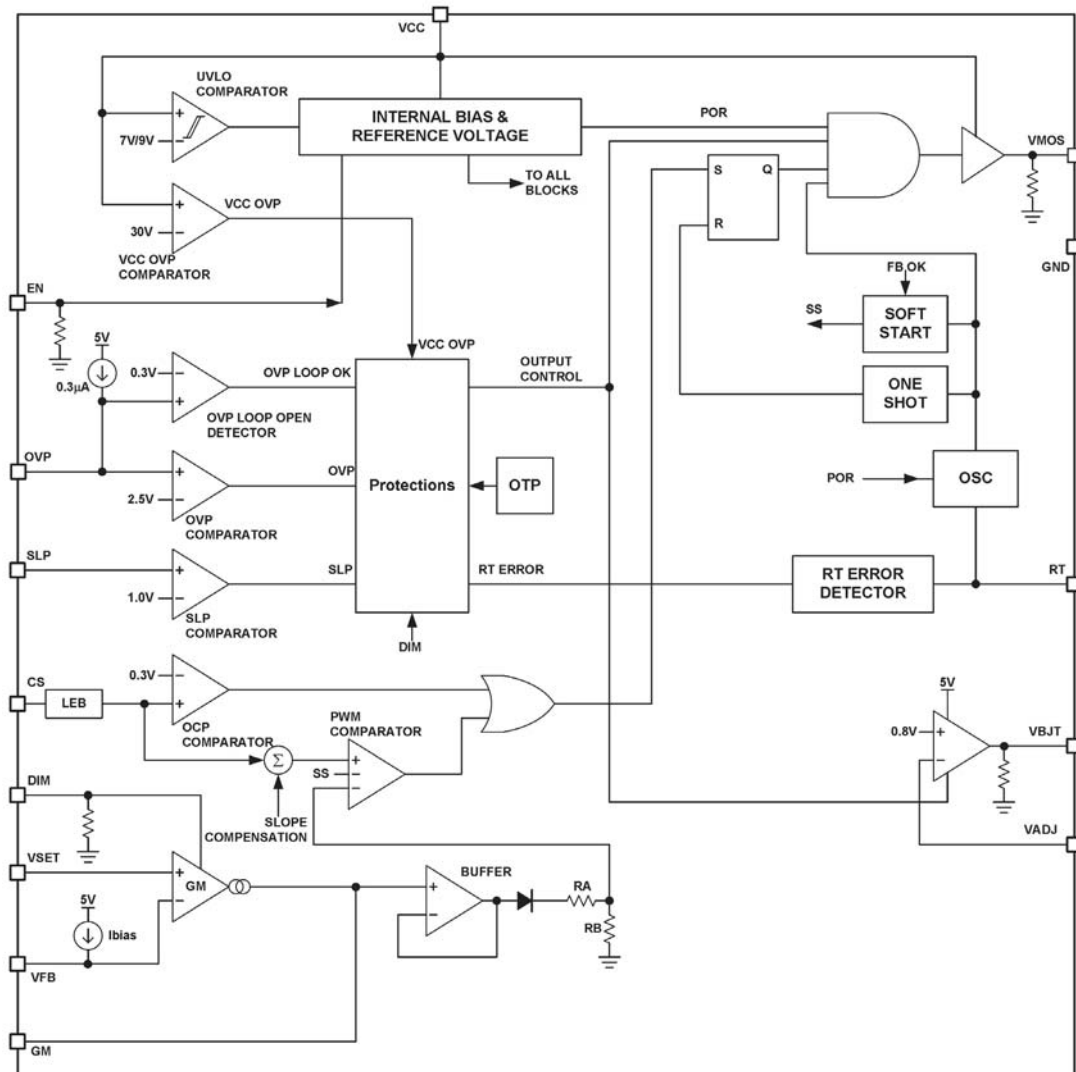 VCC
UVLO
COMPARATOR
+
7V/9V
−
INTERNAL BIAS &
REFERENCE VOLTAGE
POR
TO ALL
BLOCKS
S
Q
R
VMOS
GND
+
30V
−
VCC OVP
VCC OVP
COMPARATOR
EN
5V
0.3µA
0.3V
−
+
OVP LOOP OK
OVP LOOP OPEN
DETECTOR
VCC OVP
OUTPUT
CONTROL
FB OK
SS
SOFT
START
ONE
SHOT
OVP
+
2.5V
−
OVP
OVP
COMPARATOR
Protections
OTP
POR
OSC
SLP
+
1.0V
−
SLP
SLP
COMPARATOR
RT ERROR
RT ERROR
DETECTOR
RT
DIM
CS
LEB
0.3V
−
+
OCP
COMPARATOR
PWM
COMPARATOR
Σ
+
SS
−
−
SLOPE
COMPENSATION
5V
0.8V
+
−
VBJT
VADJ
DIM
VSET
+
GM
−
5V
Ibias
VFB
BUFFER
+
−
RA
RB
GM